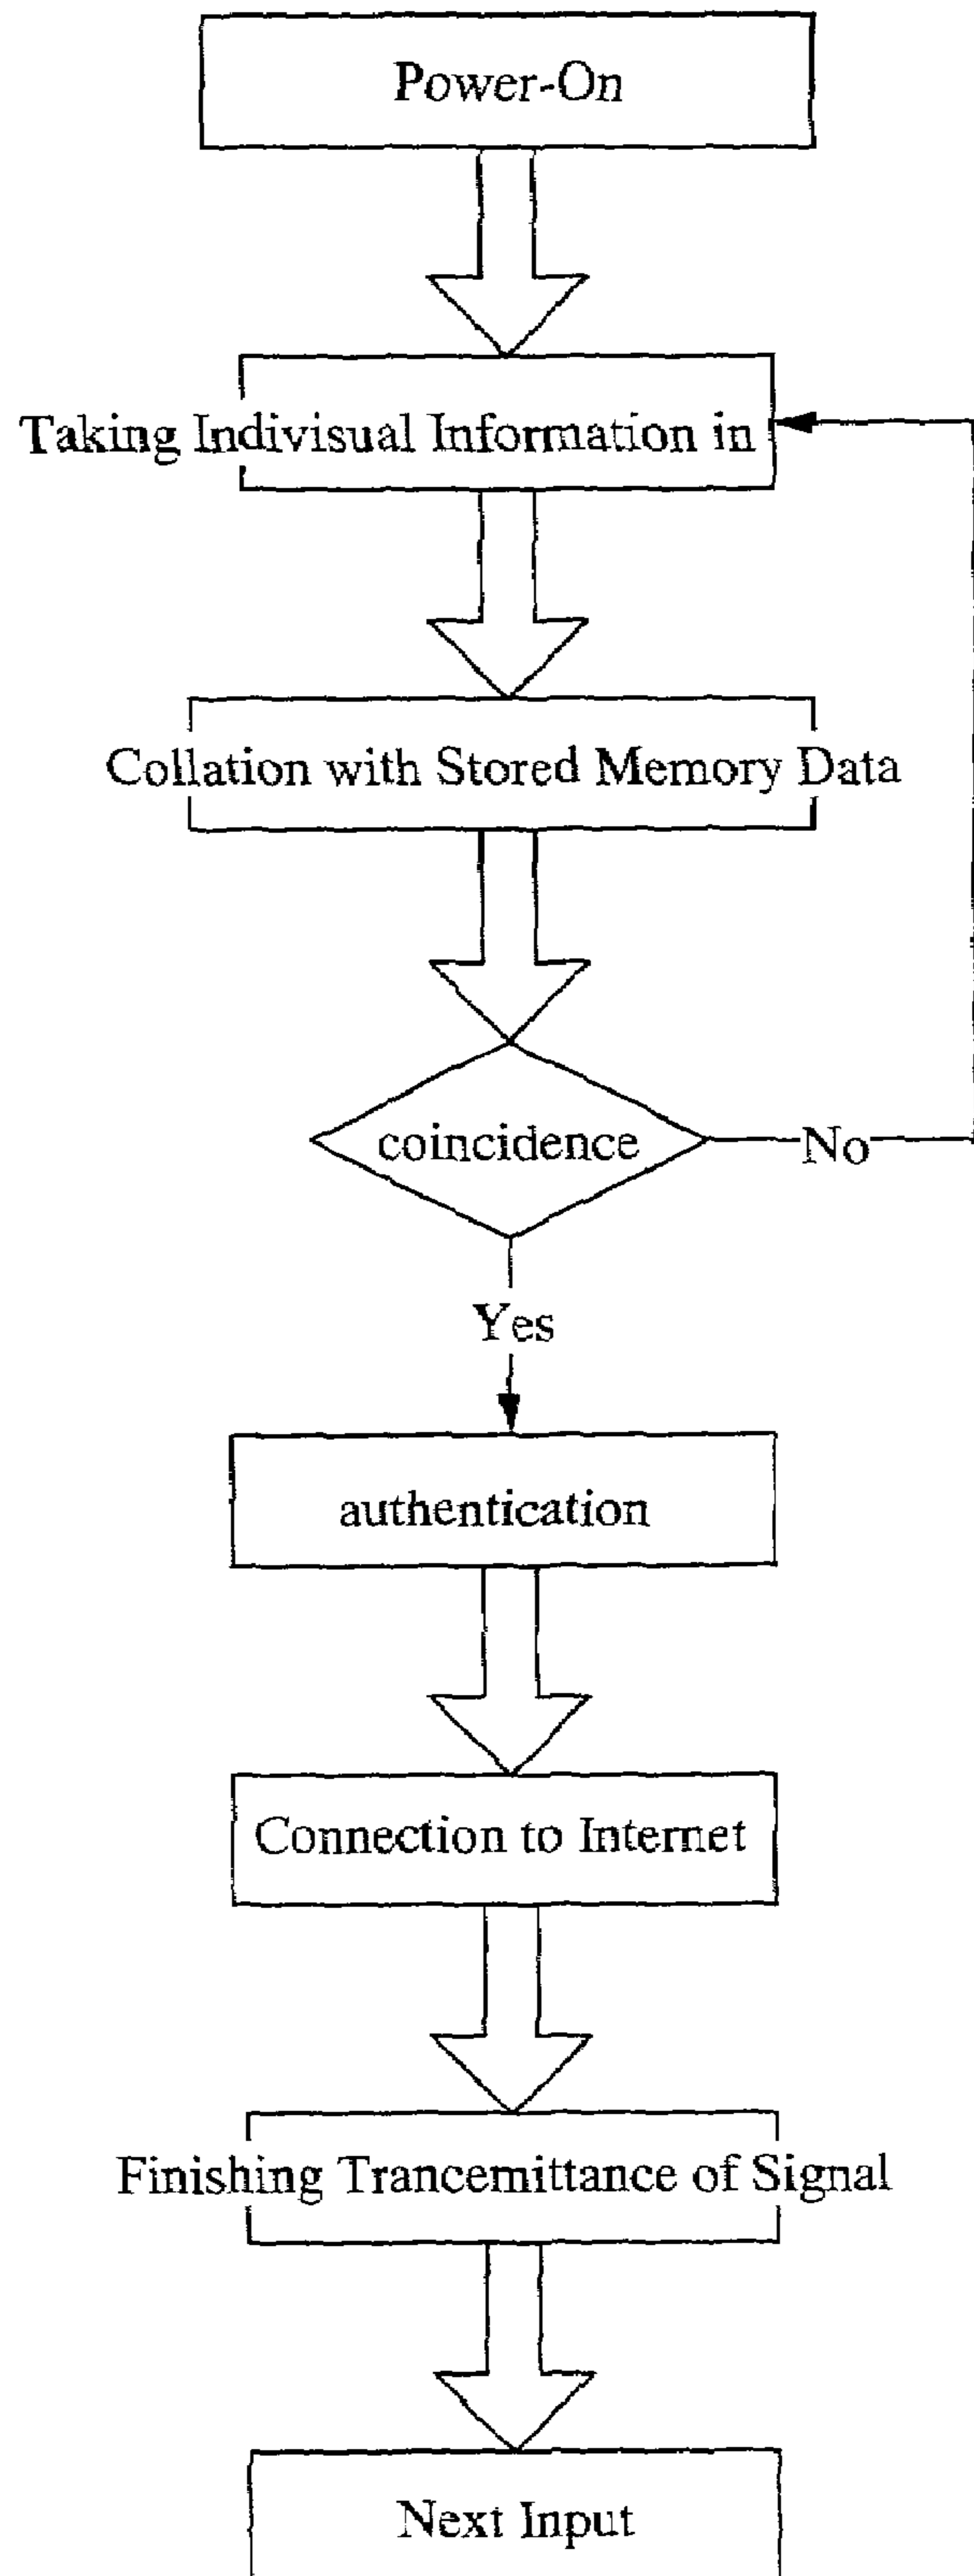 Power-On
Taking Indivisual Information in
Collation with Stored Memory Data
coincidence
No
Yes
authentication
Connection to Internet
Finishing Trancemittance of Signal
Next Input